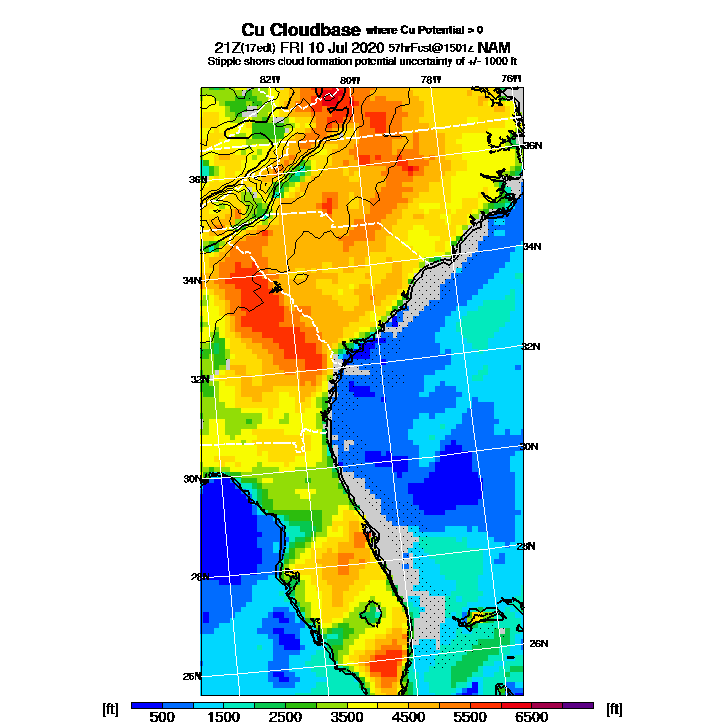 Cu Cloudbase where Cu Potential > 0
21Z(17edt) FRI 10 Jul 2020 57hrFcst@1501z NAM
Stipple shows cloud formation potential uncertainty of +/- 1000 ft
82W 80W 78W 76W
36N
36N
34N
34N
32N
32N
30N
30N
28N
28N
26N
26N
[ft] 500 1500 2500 3500 4500 5500 6500 [ft]